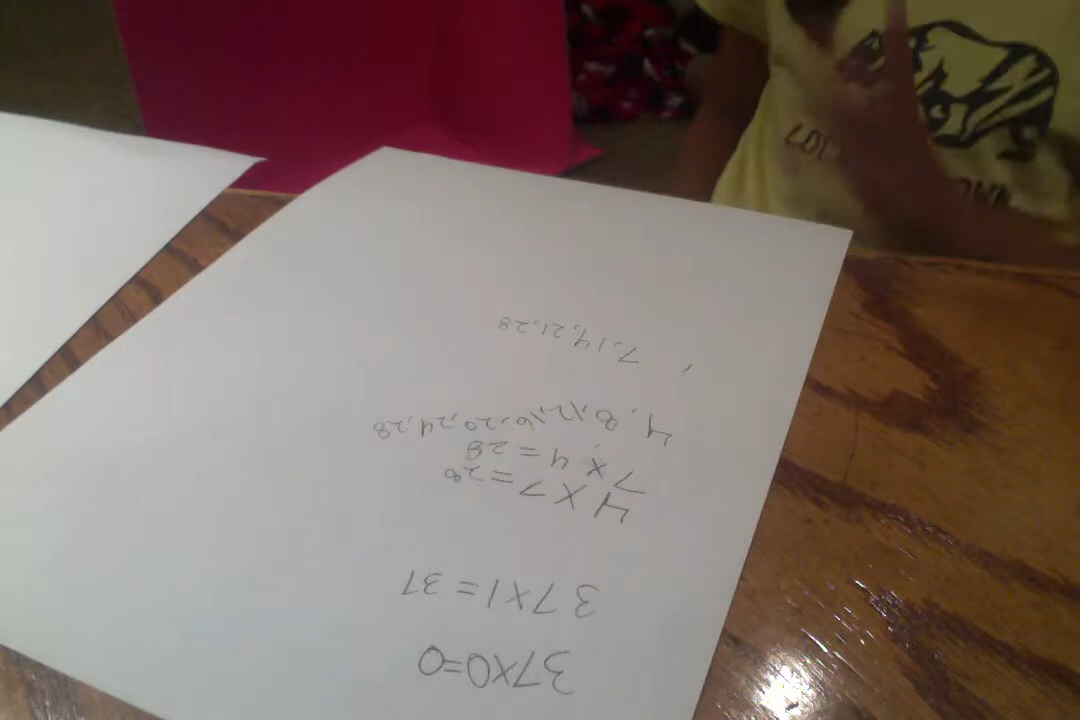 37x0=0
37x1=37
4x7=28
7x4=28
4,8,12,16,20,24,28
7,14,21,28